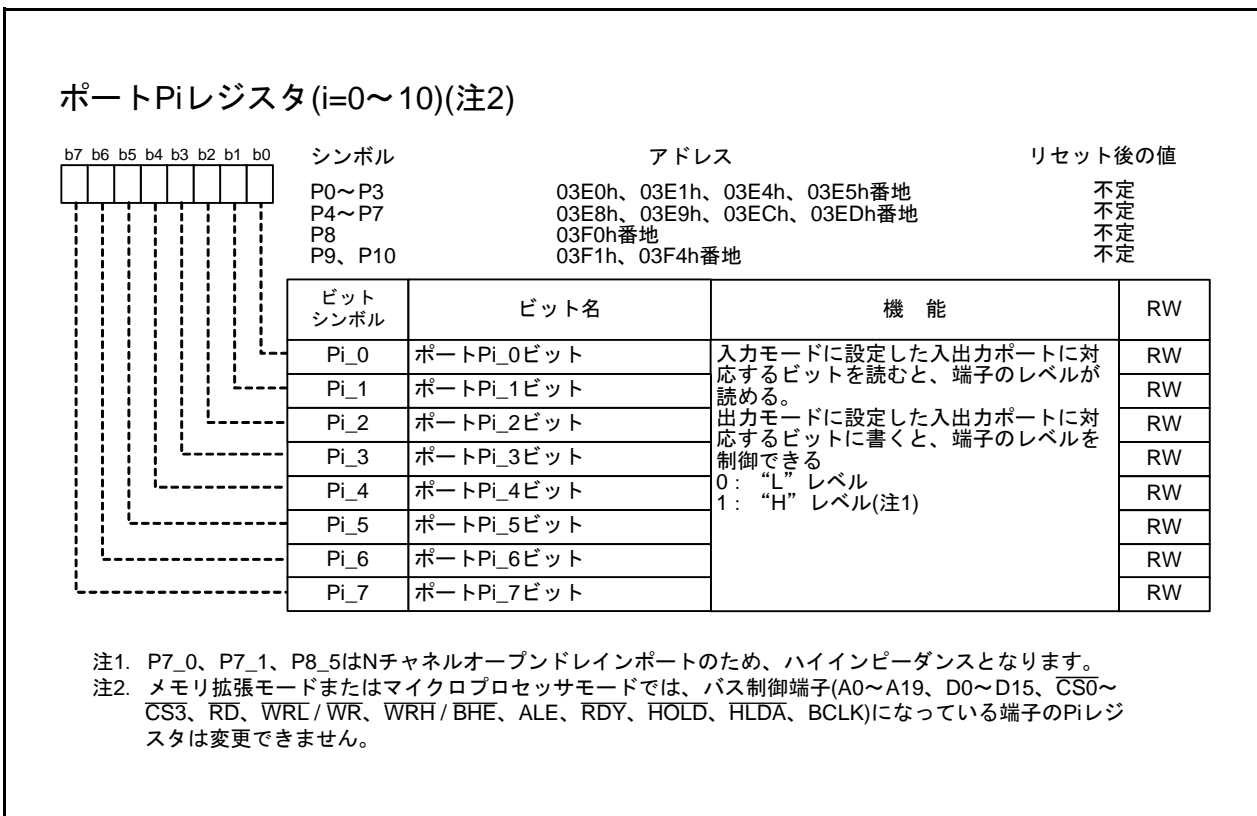 ポートPiレジスタ(i=0〜10)(注2)
b7 b6 b5 b4 b3 b2 b1 b0 シンボル アドレス リセット後の値
P0〜P3 03E0h、03E1h、03E4h、03E5h番地 不定
P4〜P7 03E8h、03E9h、03ECh、03EDh番地 不定
P8 03F0h番地 不定
P9、P10 03F1h、03F4h番地 不定
ビット
シンボル ビット名 機 能 RW
Pi_0 ポートPi_0ビット RW
Pi_1 ポートPi_1ビット RW
Pi_2 ポートPi_2ビット RW
Pi_3 ポートPi_3ビット RW
Pi_4 ポートPi_4ビット RW
Pi_5 ポートPi_5ビット RW
Pi_6 ポートPi_6ビット RW
Pi_7 ポートPi_7ビット RW
入力モードに設定した入出力ポートに対
応するビットを読むと、端子のレベルが
読める。
出力モードに設定した入出力ポートに対
応するビットに書くと、端子のレベルを
制御できる
0: “L”レベル
1: “H”レベル(注1)
注1. P7_0、P7_1、P8_5はNチャネルオープンドレインポートのため、ハイインピーダンスとなります。
注2. メモリ拡張モードまたはマイクロプロセッサモードでは、バス制御端子(A0〜A19、D0〜D15、C̅S̅0̅〜
C̅S̅3̅、R̅D̅、W̅R̅L̅ / W̅R̅、W̅R̅H̅ / B̅H̅E̅、ALE、R̅D̅Y̅、H̅O̅L̅D̅、H̅L̅D̅A̅、BCLK)になっている端子のPiレジ
スタは変更できません。